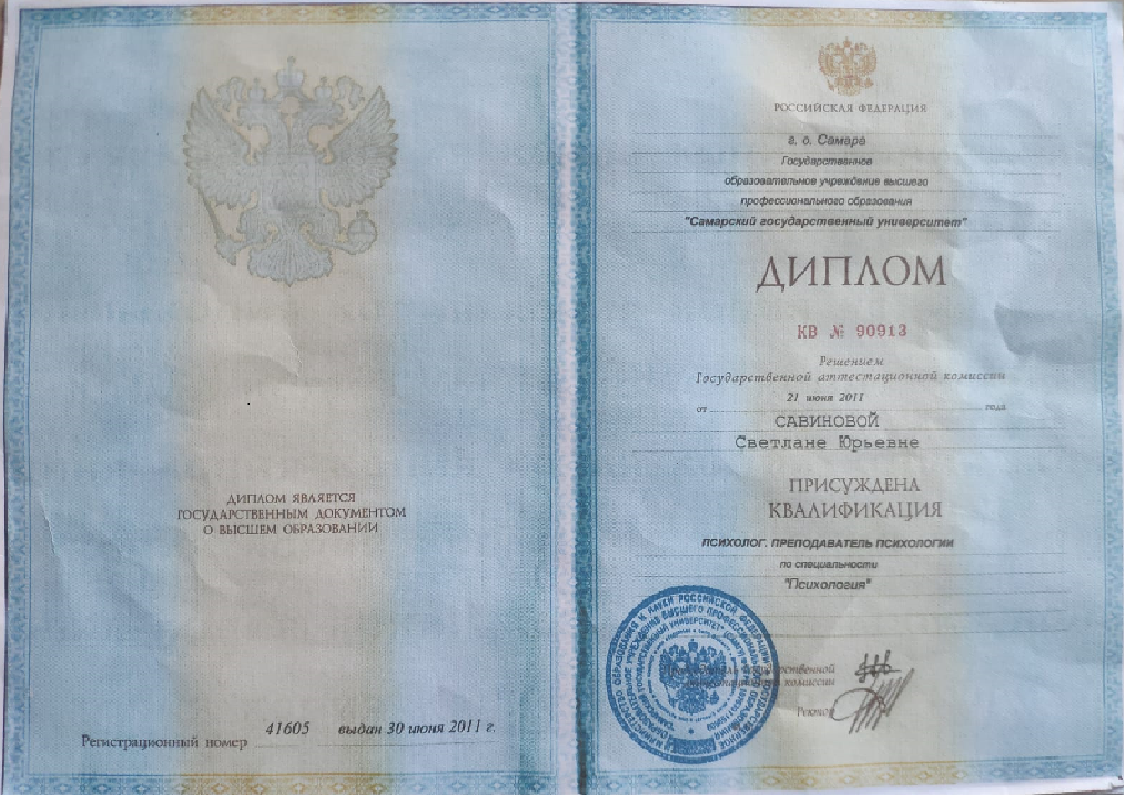 ДИПЛОМ ЯВЛЯЕТСЯ
ГОСУДАРСТВЕННЫМ ДОКУМЕНТОМ
О ВЫСШЕМ ОБРАЗОВАНИИ
Регистрационный номер 41605 выдан 30 июня 2011 г.
РОССИЙСКАЯ ФЕДЕРАЦИЯ
г. о. Самара
Государственное
образовательное учреждение высшего
профессионального образования
"Самарский государственный университет"
ДИПЛОМ
КВ № 90913
Решением
Государственной аттестационной комиссии
от 21 июня 2011 года
САВИНОВОЙ
Светлане Юрьевне
ПРИСУЖДЕНА
КВАЛИФИКАЦИЯ
ПСИХОЛОГ. ПРЕПОДАВАТЕЛЬ ПСИХОЛОГИИ
по специальности
"Психология"
Государственной
комиссии
Ректор